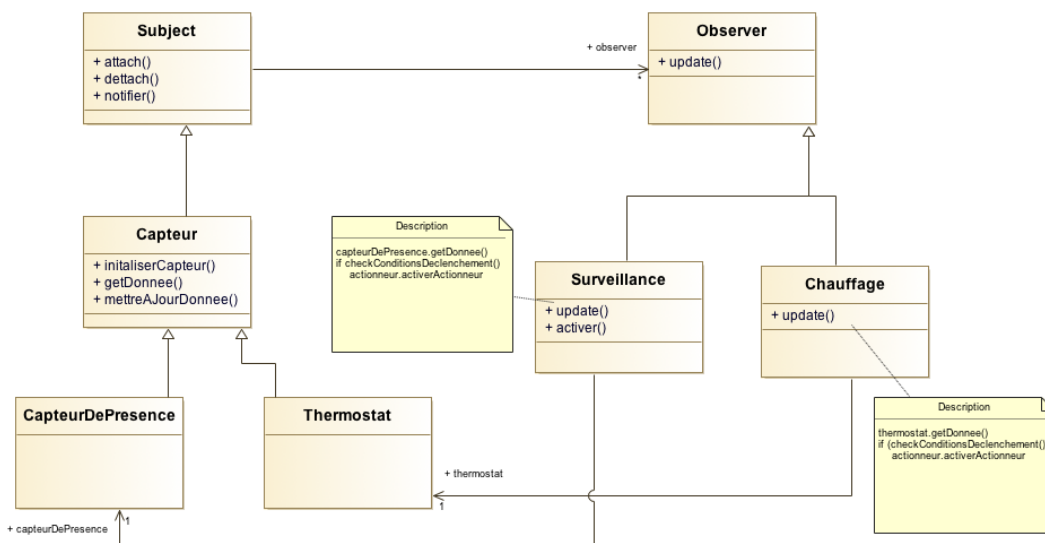 Subject
+ attach()
+ dettach()
+ notifier()
+ observer
*
Observer
+ update()
Capteur
+ initaliserCapteur()
+ getDonnee()
+ mettreAJourDonnee()
Description
capteurDePresence.getDonnee()
if checkConditionsDeclenchement()
actionneur.activerActionneur
Surveillance
+ update()
+ activer()
Chauffage
+ update()
CapteurDePresence
Thermostat
Description
thermostat.getDonnee()
if (checkConditionsDeclenchement()
actionneur.activerActionneur
+ thermostat
1
+ capteurDePresence
1